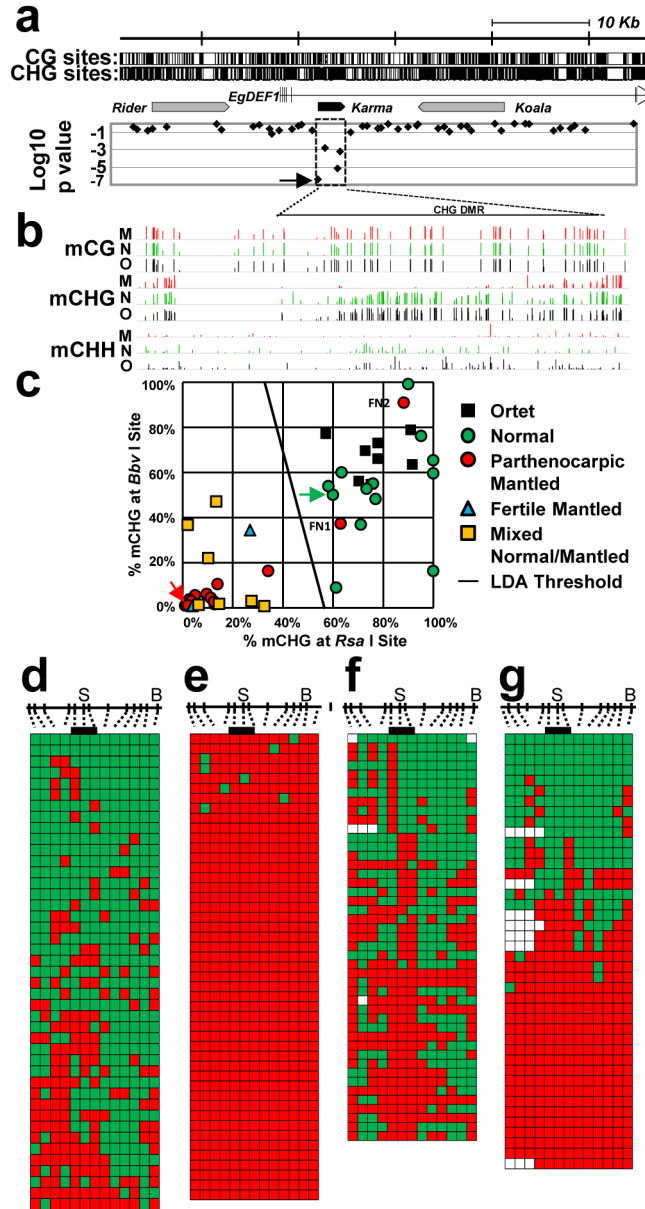 a
10 Kb
CG sites:
CHG sites:
EgDEF1
Rider
Karma
Koala
Log10
p value
-1
-3
-5
-7
CHG DMR
b
mCG
M
N
O
mCHG
M
N
O
mCHH
M
N
O
c
% mCHG at Bbv I Site
100%
80%
60%
40%
20%
0%
FN2
FN1
0% 20% 40% 60% 80% 100%
% mCHG at Rsa I Site
Ortet
Normal
Parthenocarpic
Mantled
Fertile Mantled
Mixed
Normal/Mantled
LDA Threshold
d
S B
e
f
S
g
S B